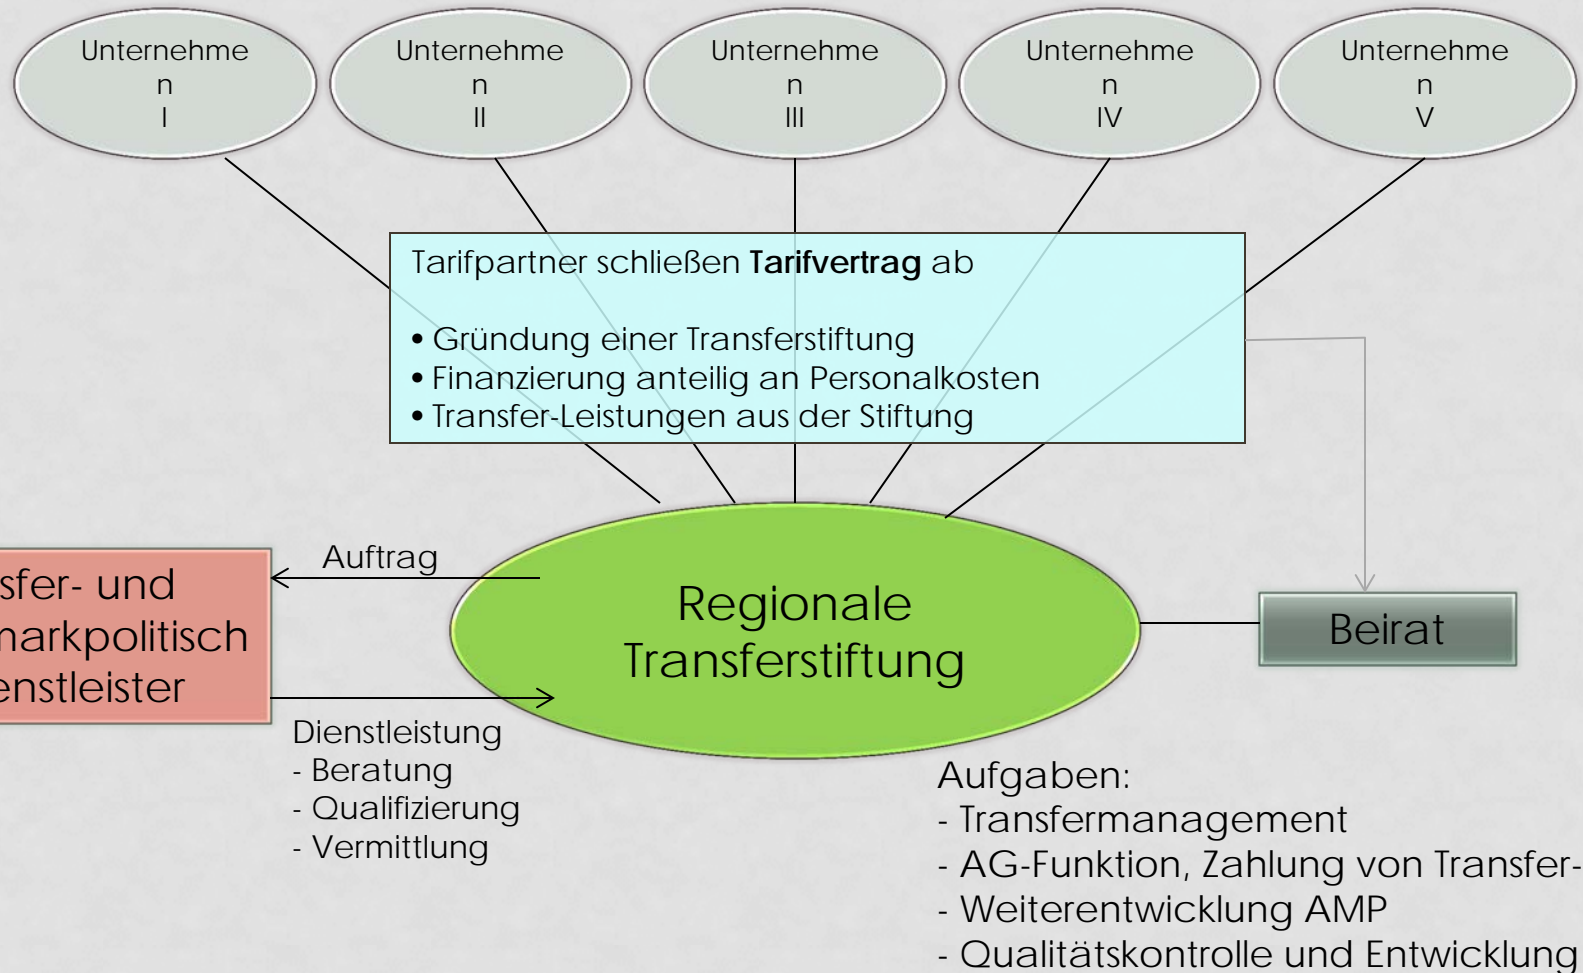 Unternehme
n
I
Unternehme
n
II
Unternehme
n
III
Unternehme
n
IV
Unternehme
n
V
Tarifpartner schließen Tarifvertrag ab
• Gründung einer Transferstiftung
• Finanzierung anteilig an Personalkosten
• Transfer-Leistungen aus der Stiftung
Auftrag
sfer- und
markpolitisch
enstleister
Regionale
Transferstiftung
Beirat
Dienstleistung
- Beratung
- Qualifizierung
- Vermittlung
Aufgaben:
- Transfermanagement
- AG-Funktion, Zahlung von Transfer-
- Weiterentwicklung AMP
- Qualitätskontrolle und Entwicklung